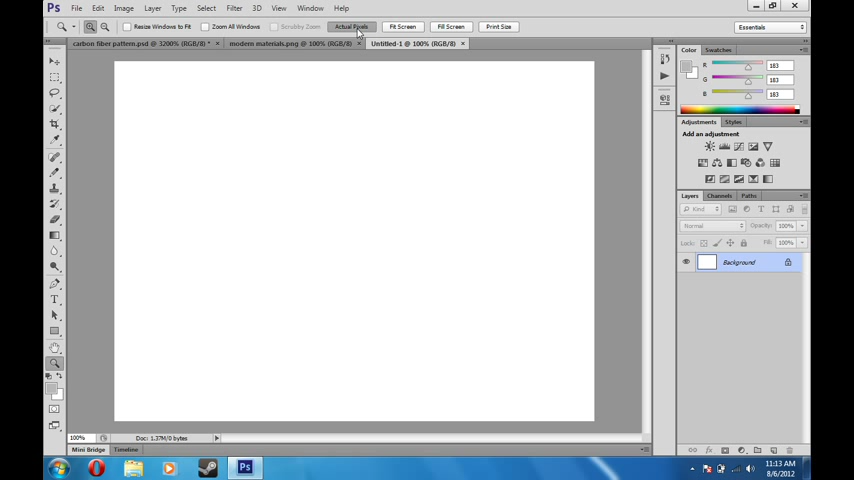 Ps File Edit Image Layer Type Select Filter 3D View Window Help
Resize Windows to Fit Zoom All Windows Scrubby Zoom Actual Pixels Fit Screen Fill Screen Print Size Essentials
carbon fiber pattern.psd @ 3200% (RGB/8) * × modern materials.png @ 100% (RGB/8) × Untitled-1 @ 100% (RGB/8) ×
Color Swatches
R 183
G 183
B 183
Adjustments Styles
Add an adjustment
Layers Channels Paths
Kind
Normal Opacity: 100%
Lock: Fill: 100%
Background
100% Doc: 1.37M/0 bytes
Mini Bridge Timeline
Ps
11:13 AM
8/6/2012